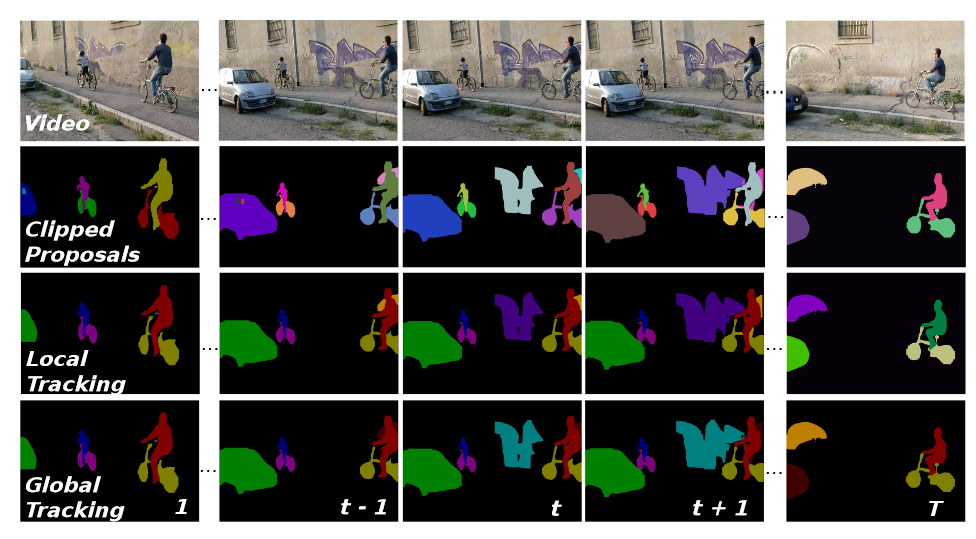 Video
...
...
Clipped
Proposals
...
...
Local
Tracking
...
...
Global
Tracking
1
...
t - 1
t
t + 1
...
T